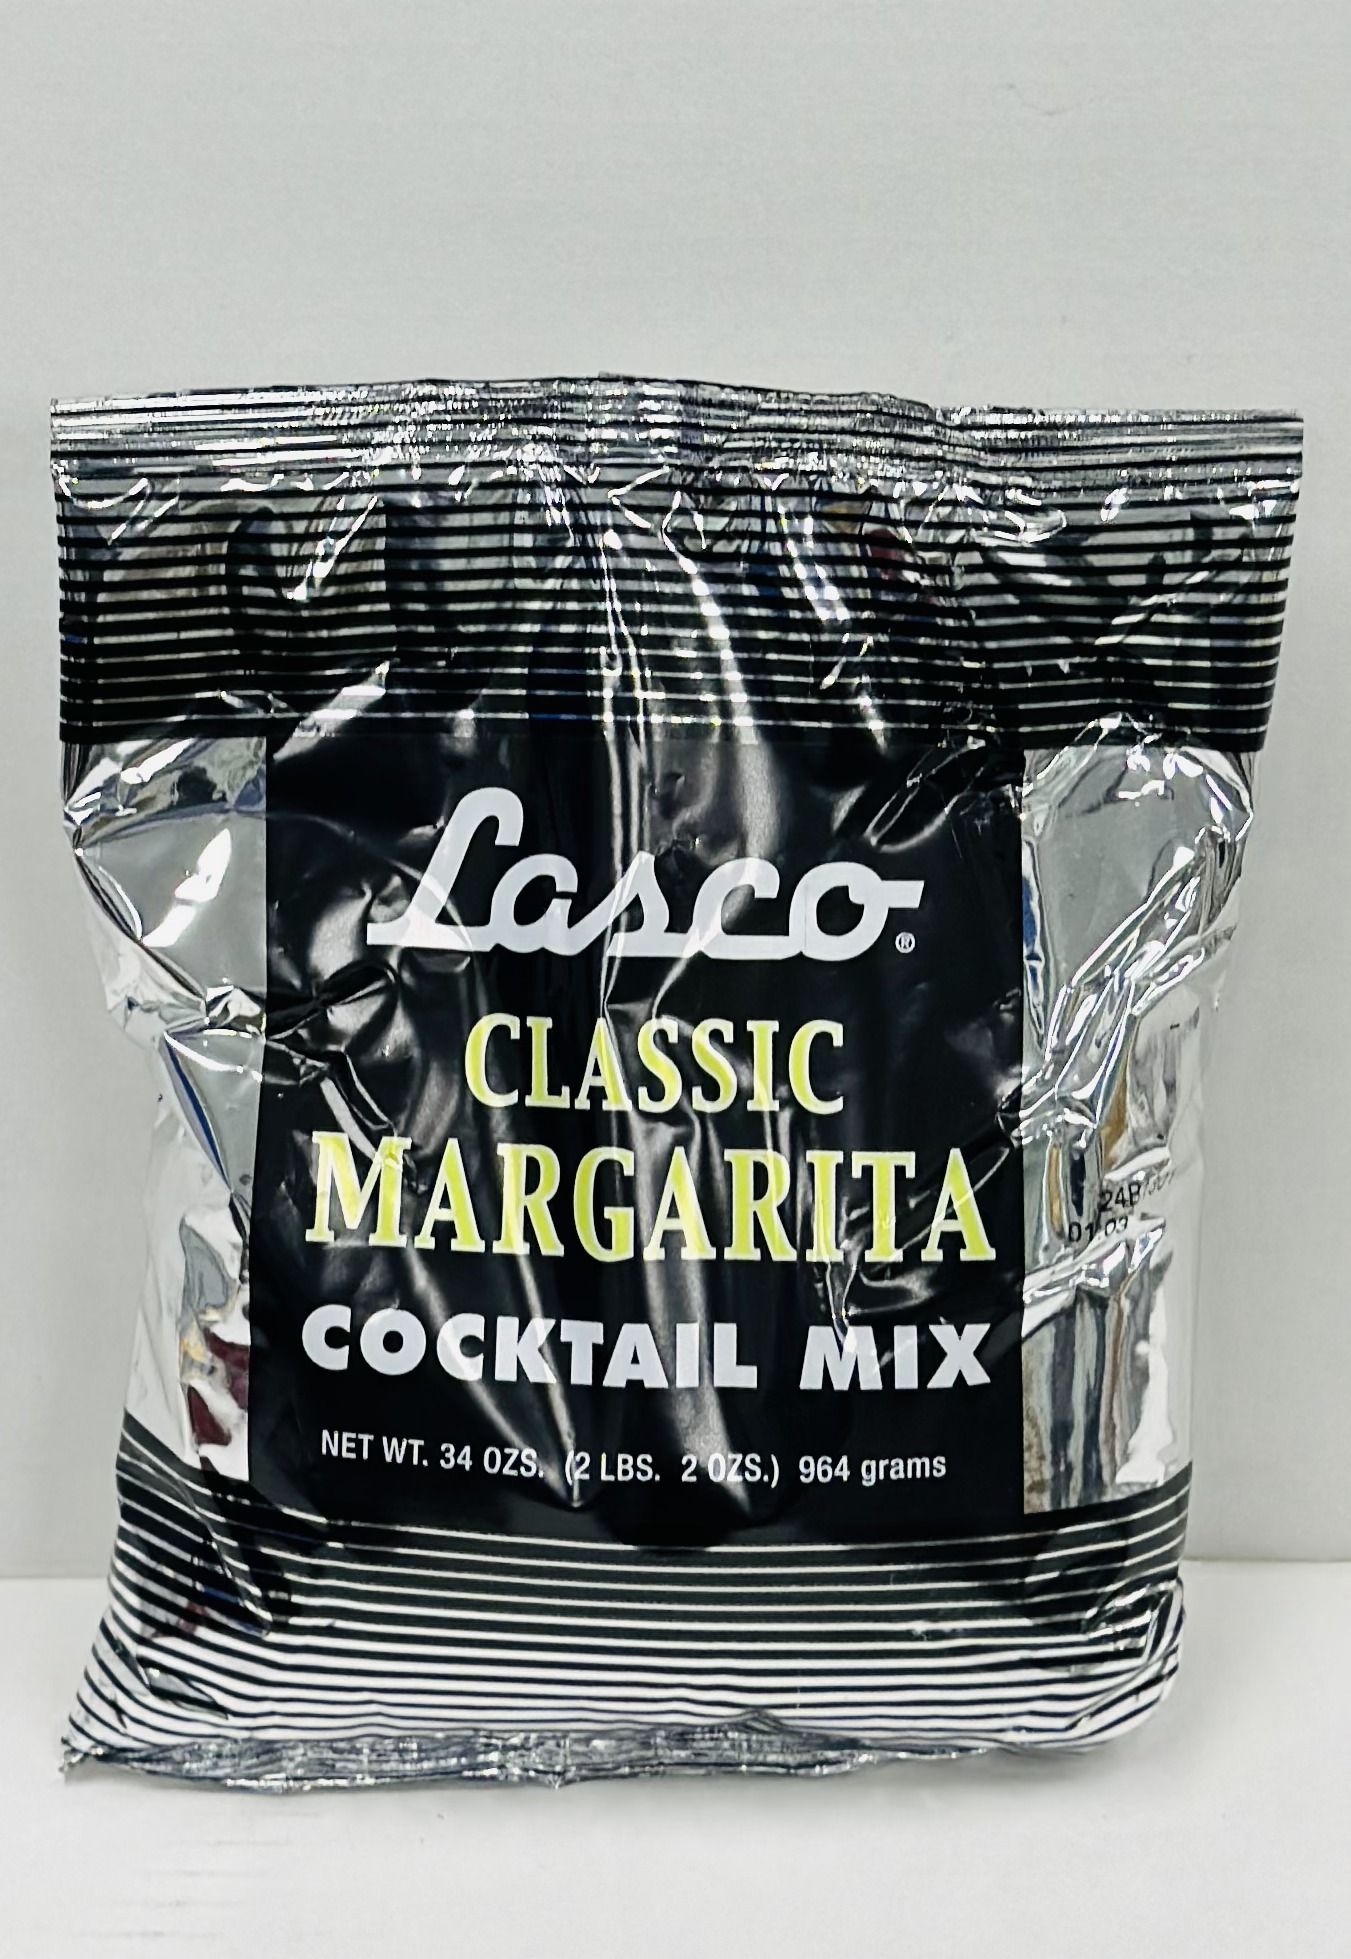 Lasco®
CLASSIC
MARGARITA
COCKTAIL MIX
NET WT. 34 OZS. (2 LBS. 2 OZS.) 964 grams